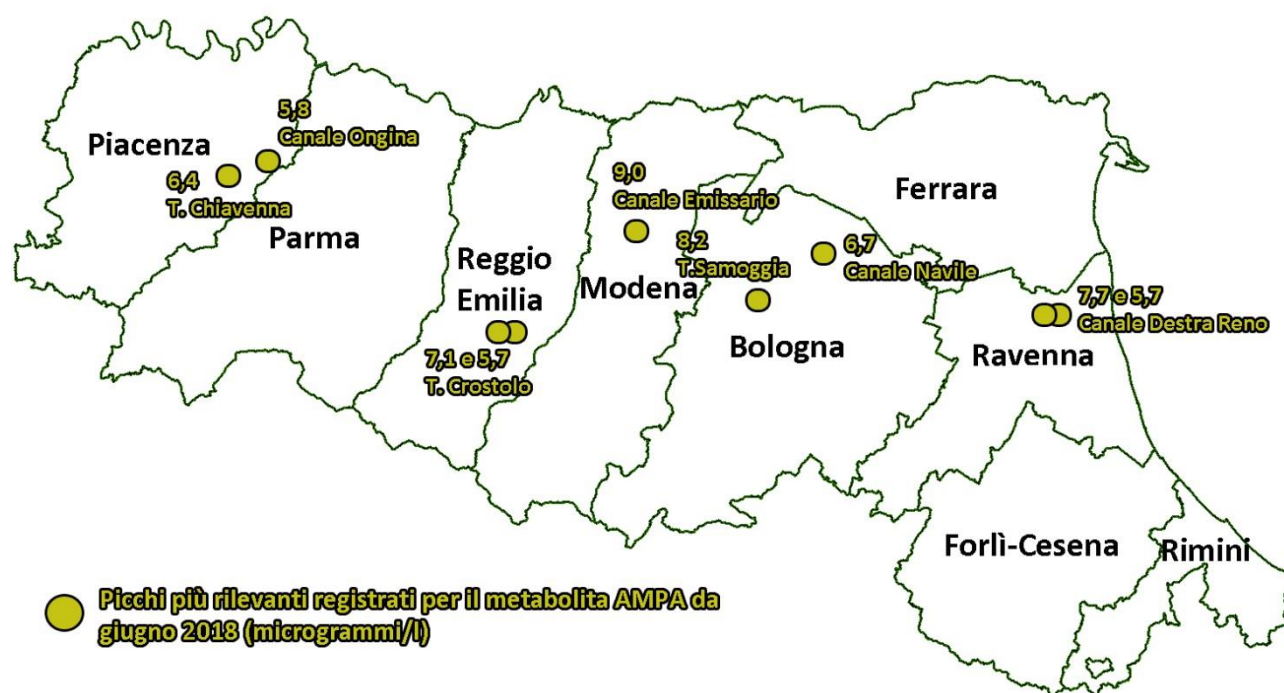 5,8
Canale Ongina
Piacenza
6,4
T. Chiavenna
Parma
Reggio
Emilia
7,1 e 5,7
T. Crostolo
9,0
Canale Emissario
Modena
8,2
T.Samoggia
6,7
Canale Navile
Bologna
Ferrara
7,7 e 5,7
Canale Destra Reno
Ravenna
Forlì-Cesena
Rimini
Picchi più rilevanti registrati per il metabolita AMPA da
giugno 2018 (microgrammi/l)